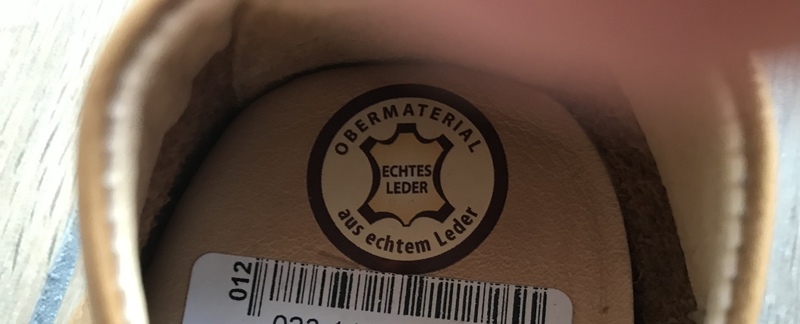 OBERMATERIAL
ECHTES
LEDER
aus echtem Leder
012